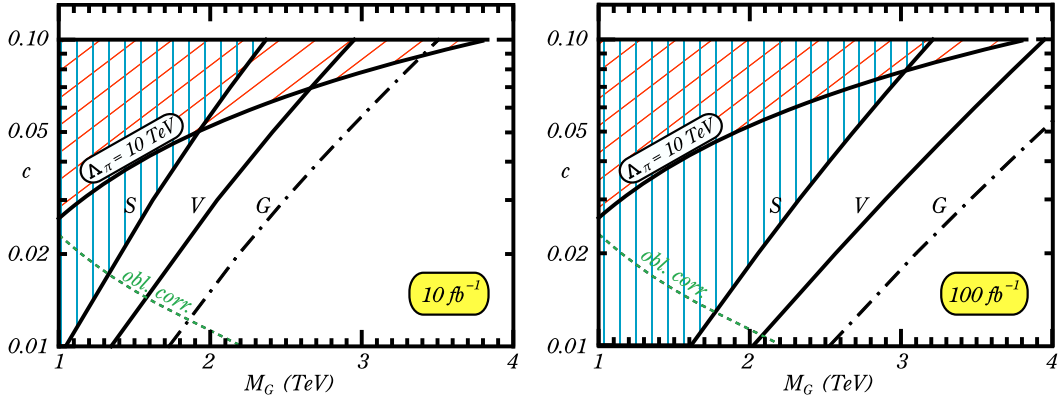 0.10
0.05
c
0.02
0.01
Λπ = 10 TeV
S
V
G
obl. corr.
10 fb⁻¹
1
2
3
4
M_G (TeV)
0.10
0.05
c
0.02
0.01
Λπ = 10 TeV
S
V
G
obl. corr.
100 fb⁻¹
1
2
3
4
M_G (TeV)